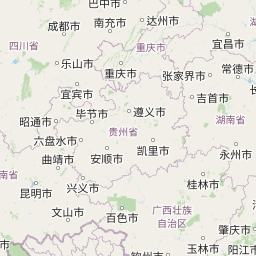 巴中市
成都市
南充市
达州市
四川省
重庆市
宜昌市
乐山市
重庆市
张家界市
常德市
宜宾市
吉首市
昭通市
毕节市
遵义市
湖南省
贵州省
六盘水市
凯里市
曲靖市
安顺市
永州市
南省
昆明市
兴义市
桂林市
文山市
百色市
广西壮族
自治区
肇庆市
钦州市
玉林市
阳江市